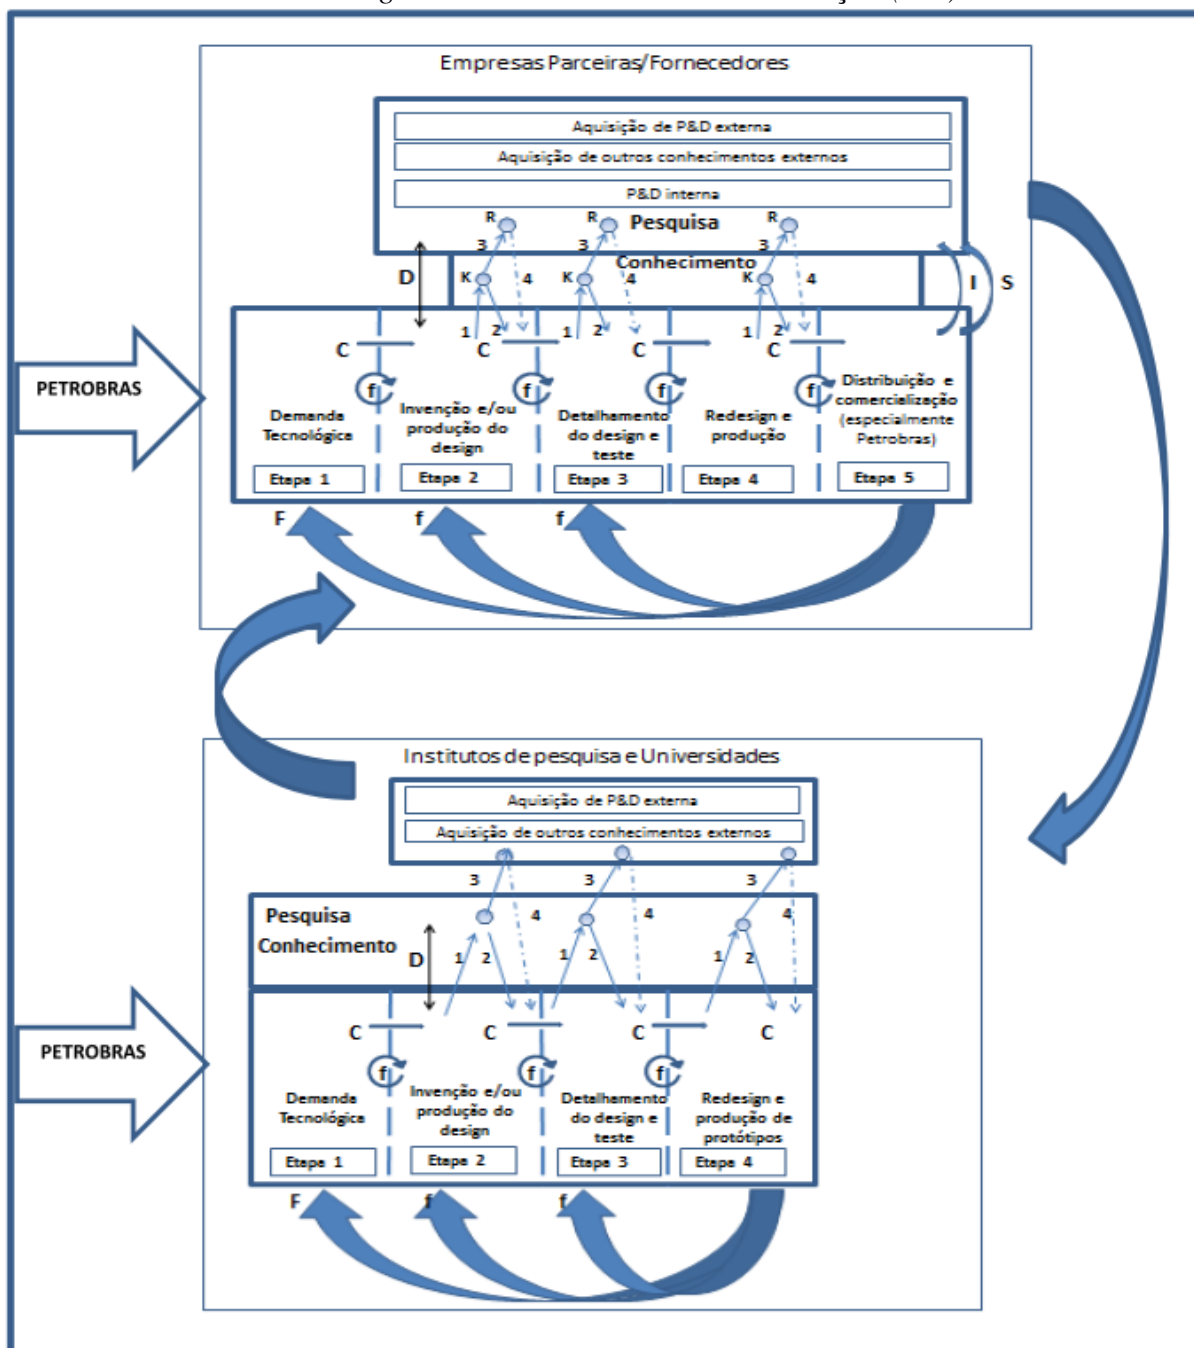 Empresas Parceiras/Fornecedores
Aquisição de P&D externa
Aquisição de outros conhecimentos externos
P&D interna
R R R
Pesquisa
3 3 3
Conhecimento
D K 4 K 4 K 4 I S
1 2 1 2 1 2
C C C C
PETROBRAS
f f f f
Demanda
Tecnológica
Etapa 1
Invenção e/ou
produção do
design
Etapa 2
Detalhamento
do design e
teste
Etapa 3
Redesign e
produção
Etapa 4
Distribuição e
comercialização
(especialmente
Petrobras)
Etapa 5
F f f
Institutos de pesquisa e Universidades
Aquisição de P&D externa
Aquisição de outros conhecimentos externos
3 3 3
Pesquisa
Conhecimento
4 4 4
D 1 2 1 2 1 2
C C C C
PETROBRAS
f f f
Demanda
Tecnológica
Etapa 1
Invenção e/ou
produção do
design
Etapa 2
Detalhamento
do design e
teste
Etapa 3
Redesign e
produção de
protótipos
Etapa 4
F f f